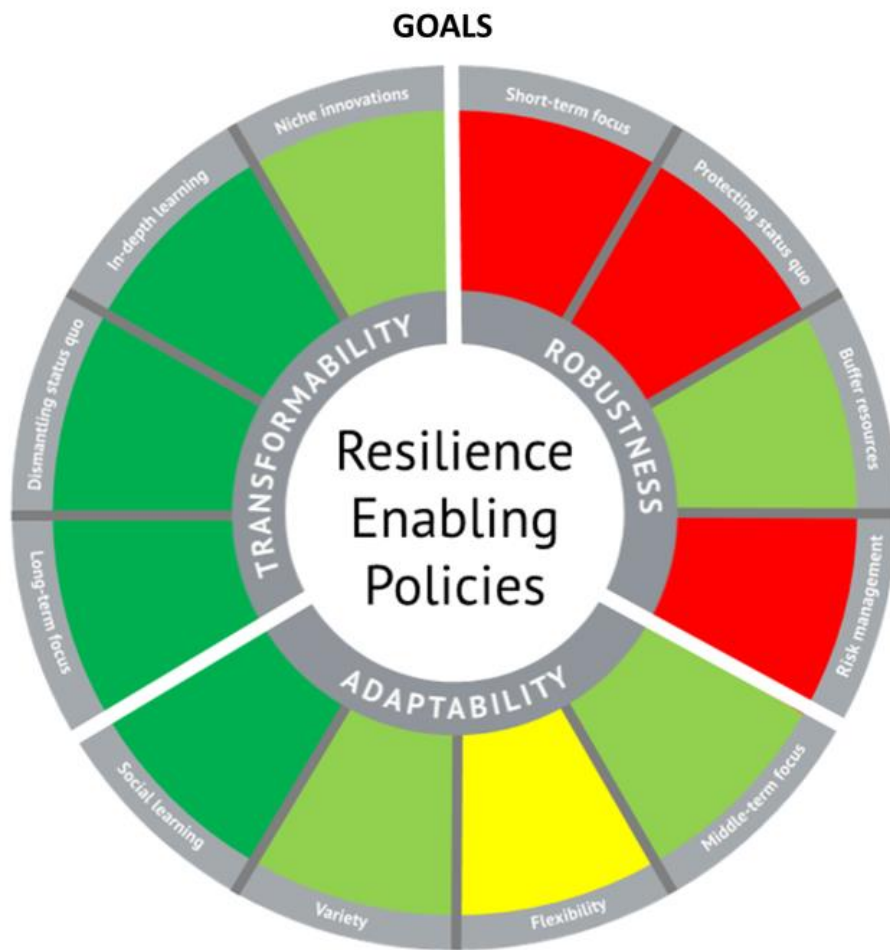 GOALS
Niche innovations
Short-term focus
In-depth learning
Protecting status quo
Dismantling status quo
Buffer resources
TRANSFORMABILITY
ROBUSTNESS
Resilience
Enabling
Policies
Long-term focus
Risk management
ADAPTABILITY
Social learning
Middle-term focus
Variety
Flexibility